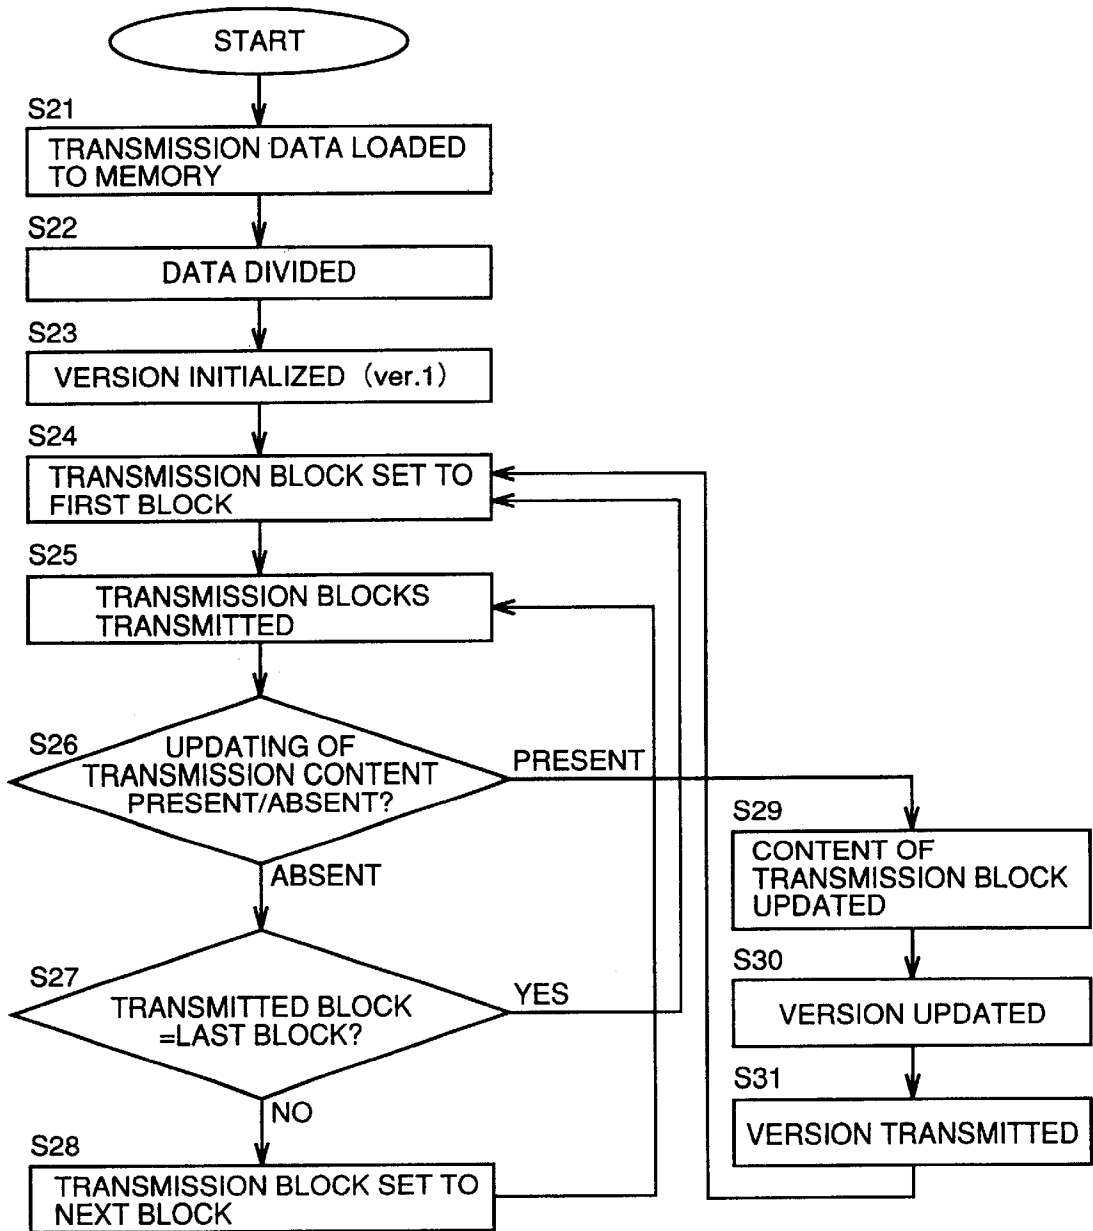 START
S21
TRANSMISSION DATA LOADED
TO MEMORY
S22
DATA DIVIDED
S23
VERSION INITIALIZED (ver.1)
S24
TRANSMISSION BLOCK SET TO
FIRST BLOCK
S25
TRANSMISSION BLOCKS
TRANSMITTED
S26
UPDATING OF
TRANSMISSION CONTENT
PRESENT/ABSENT?
PRESENT
ABSENT
S27
TRANSMITTED BLOCK
=LAST BLOCK?
YES
NO
S28
TRANSMISSION BLOCK SET TO
NEXT BLOCK
S29
CONTENT OF
TRANSMISSION BLOCK
UPDATED
S30
VERSION UPDATED
S31
VERSION TRANSMITTED